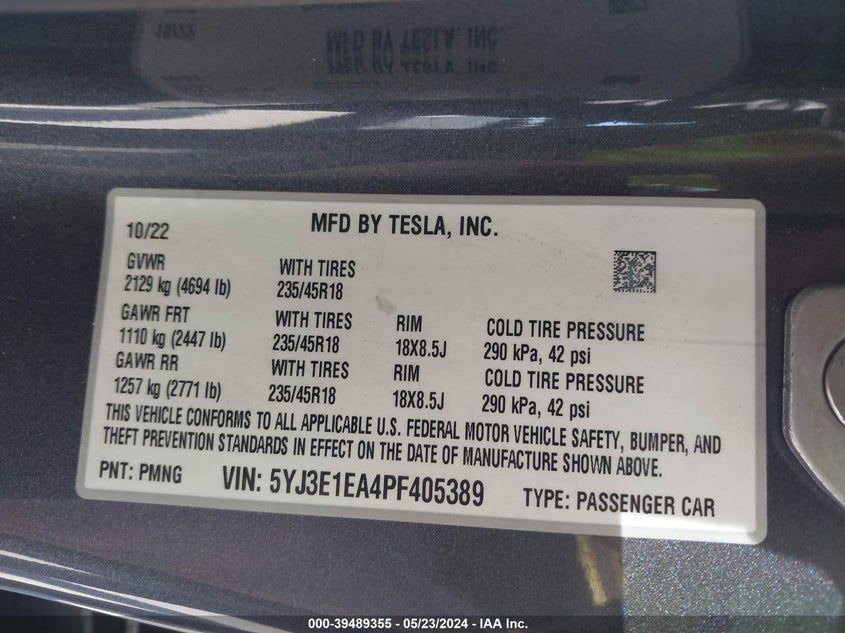 10/22
MFD BY TESLA, INC.
GVWR
2129 kg (4694 lb)
WITH TIRES
235/45R18
GAWR FRT
1110 kg (2447 lb)
WITH TIRES
235/45R18
RIM
18X8.5J
COLD TIRE PRESSURE
290 kPa, 42 psi
GAWR RR
1257 kg (2771 lb)
WITH TIRES
235/45R18
RIM
18X8.5J
COLD TIRE PRESSURE
290 kPa, 42 psi
THIS VEHICLE CONFORMS TO ALL APPLICABLE U.S. FEDERAL MOTOR VEHICLE SAFETY, BUMPER, AND
THEFT PREVENTION STANDARDS IN EFFECT ON THE DATE OF MANUFACTURE SHOWN ABOVE.
PNT: PMNG
VIN: 5YJ3E1EA4PF405389
TYPE: PASSENGER CAR
000-39489355 - 05/23/2024 - IAA Inc.